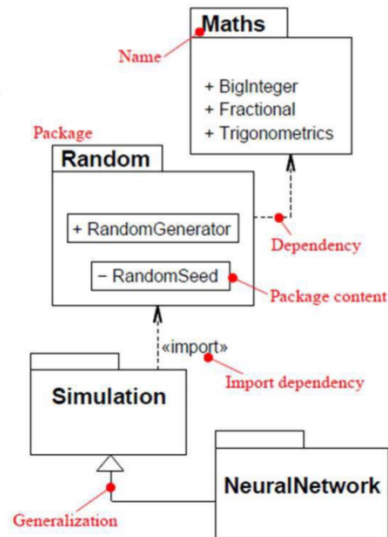 Maths
Name
+ BigInteger
+ Fractional
+ Trigonometrics
Package
Random
+ RandomGenerator
Dependency
− RandomSeed
Package content
«import»
Import dependency
Simulation
NeuralNetwork
Generalization